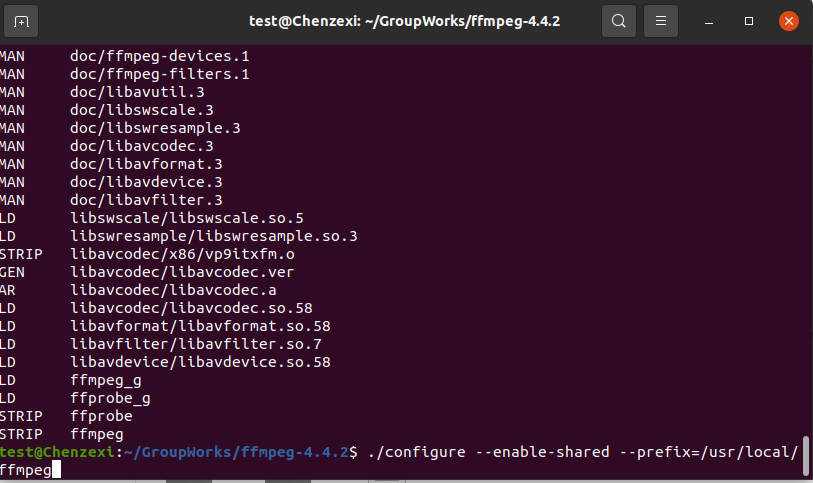 test@Chenzexi: ~/GroupWorks/ffmpeg-4.4.2
MAN doc/ffmpeg-devices.1
MAN doc/ffmpeg-filters.1
MAN doc/libavutil.3
MAN doc/libswscale.3
MAN doc/libswresample.3
MAN doc/libavcodec.3
MAN doc/libavformat.3
MAN doc/libavdevice.3
MAN doc/libavfilter.3
LD libswscale/libswscale.so.5
LD libswresample/libswresample.so.3
STRIP libavcodec/x86/vp9itxfm.o
GEN libavcodec/libavcodec.ver
AR libavcodec/libavcodec.a
LD libavcodec/libavcodec.so.58
LD libavformat/libavformat.so.58
LD libavfilter/libavfilter.so.7
LD libavdevice/libavdevice.so.58
LD ffmpeg_g
LD ffprobe_g
STRIP ffprobe
STRIP ffmpeg
test@Chenzexi:~/GroupWorks/ffmpeg-4.4.2$ ./configure --enable-shared --prefix=/usr/local/
ffmpeg